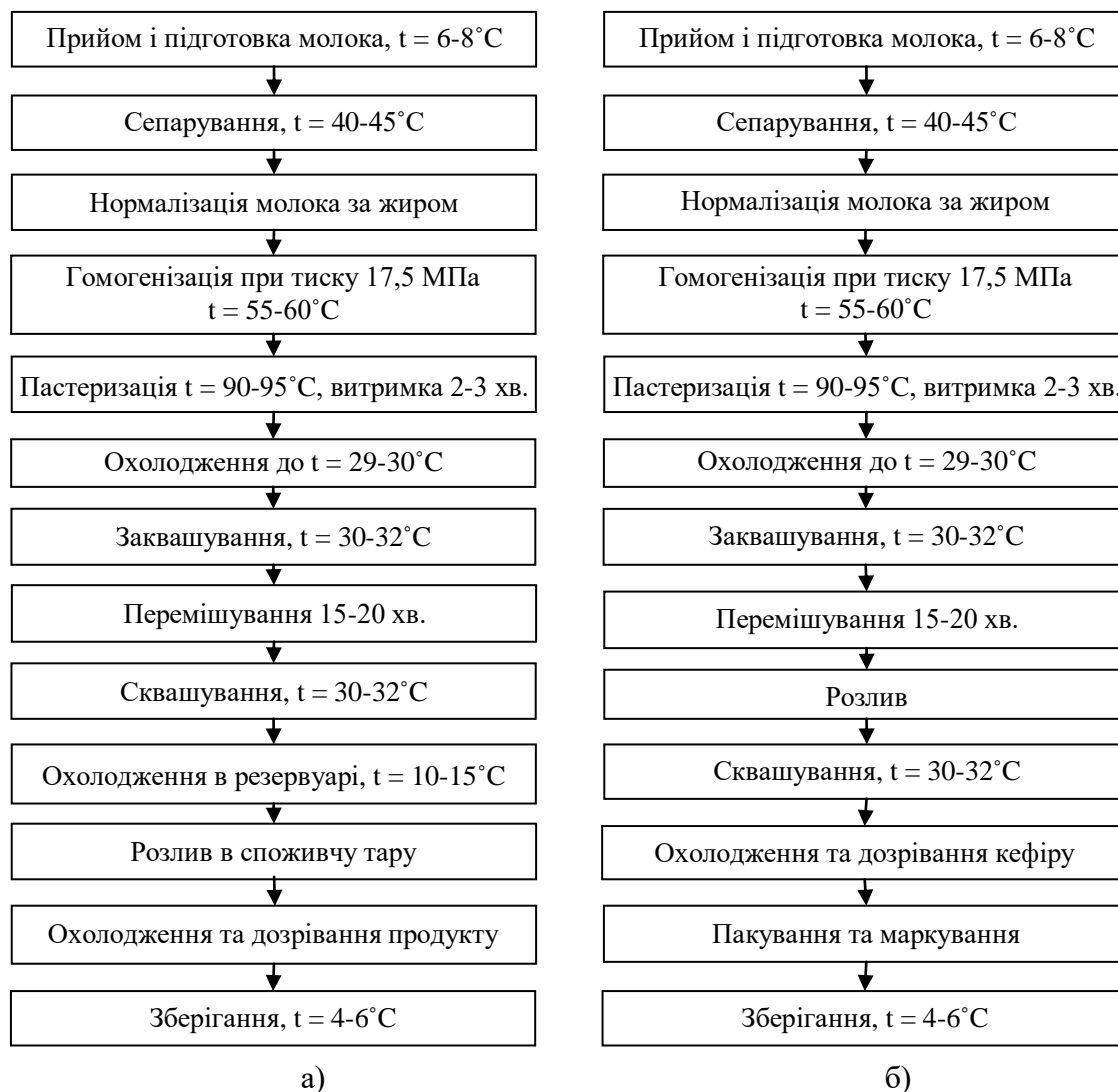 Прийом і підготовка молока, t = 6-8˚С
Сепарування, t = 40-45˚С
Нормалізація молока за жиром
Гомогенізація при тиску 17,5 МПа
t = 55-60˚С
Пастеризація t = 90-95˚С, витримка 2-3 хв.
Охолодження до t = 29-30˚С
Заквашування, t = 30-32˚С
Перемішування 15-20 хв.
Сквашування, t = 30-32˚С
Охолодження в резервуарі, t = 10-15˚С
Розлив в споживчу тару
Охолодження та дозрівання продукту
Зберігання, t = 4-6˚С
а)
Прийом і підготовка молока, t = 6-8˚С
Сепарування, t = 40-45˚С
Нормалізація молока за жиром
Гомогенізація при тиску 17,5 МПа
t = 55-60˚С
Пастеризація t = 90-95˚С, витримка 2-3 хв.
Охолодження до t = 29-30˚С
Заквашування, t = 30-32˚С
Перемішування 15-20 хв.
Розлив
Сквашування, t = 30-32˚С
Охолодження та дозрівання кефіру
Пакування та маркування
Зберігання, t = 4-6˚С
б)